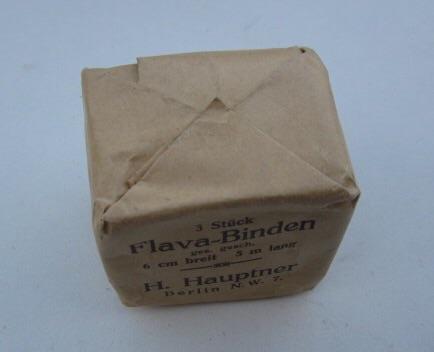 3 Stück
Flava-Binden
ges. gesch.
6 cm breit 5 m lang
H. Hauptner
Berlin N. W. 7.